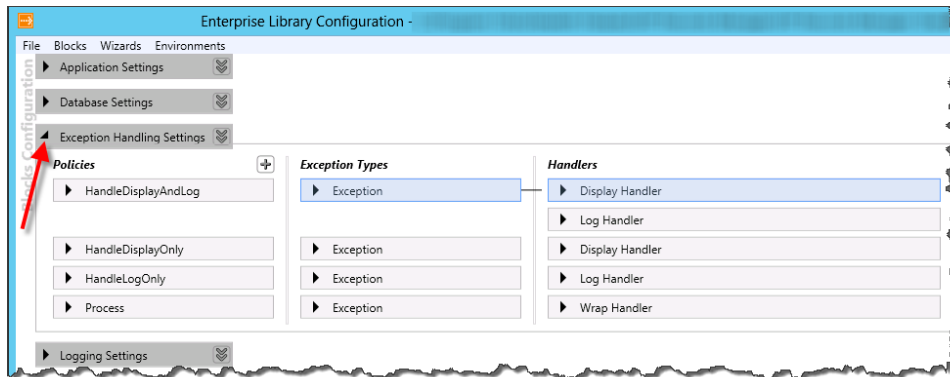 Enterprise Library Configuration -
File Blocks Wizards Environments
Blocks Configuration
Application Settings
Database Settings
Exception Handling Settings
Policies Exception Types Handlers
HandleDisplayAndLog Exception Display Handler
Log Handler
HandleDisplayOnly Exception Display Handler
HandleLogOnly Exception Log Handler
Process Exception Wrap Handler
Logging Settings